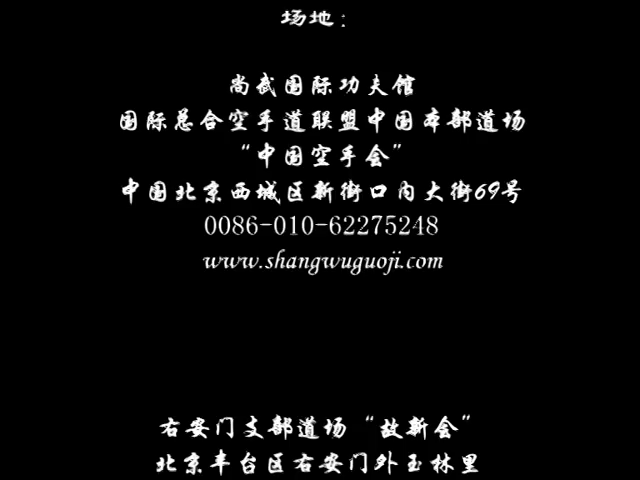 场地：
尚武国际功夫馆
国际总合空手道联盟中国本部道场
“中国空手会”
中国北京西城区新街口内大街69号
0086-010-62275248
www.shangwuguoji.com
右安门支部道场“故新会”
北京丰台区右安门外玉林里